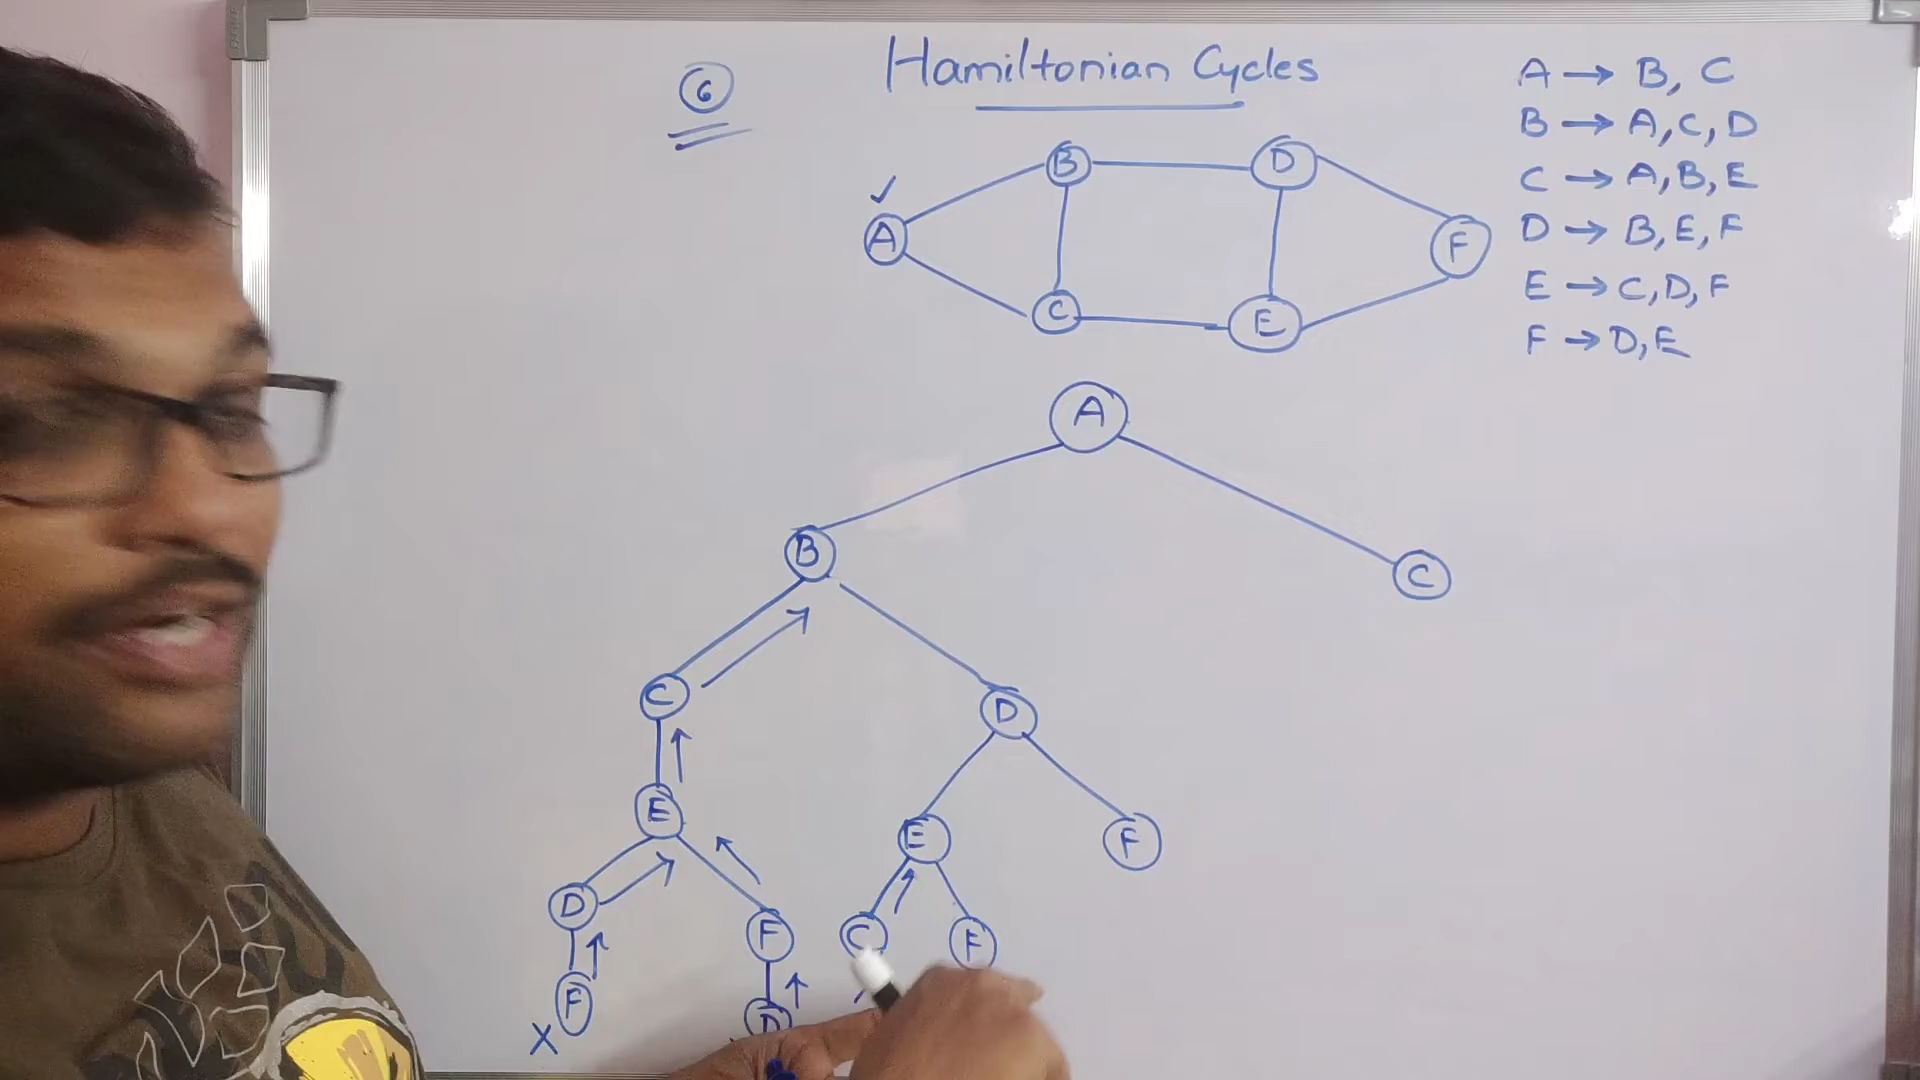 Hamiltonian Cycles
6
A → B, C
B → A, C, D
C → A, B, E
D → B, E, F
E → C, D, F
F → D, E
✓
B D
A F
C E
A
B C
C D
E E F
D F C F
F D
X